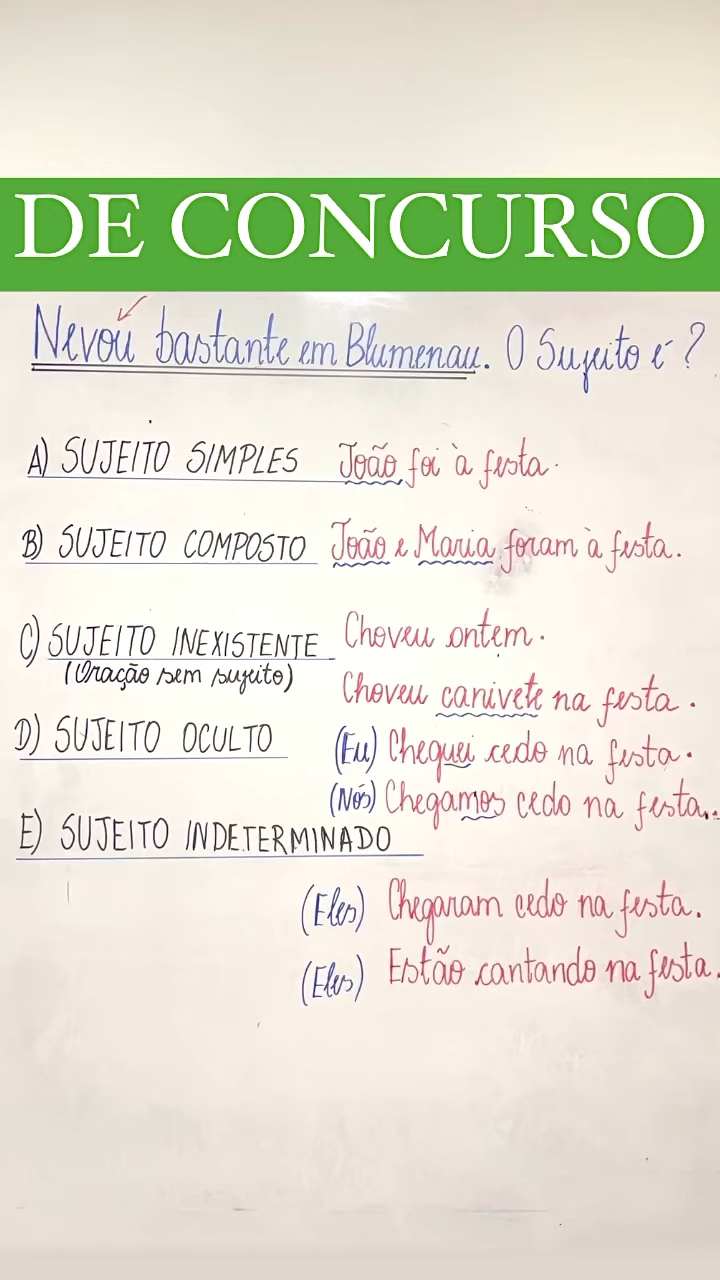 DE CONCURSO
Nevou bastante em Blumenau. O Sujeito é ?
A) SUJEITO SIMPLES João foi à festa.
B) SUJEITO COMPOSTO João e Maria foram à festa.
C) SUJEITO INEXISTENTE Choveu ontem.
(Oração sem sujeito)
Choveu canivete na festa.
D) SUJEITO OCULTO (Eu) Cheguei cedo na festa.
(Nós) Chegamos cedo na festa..
E) SUJEITO INDETERMINADO
(Eles) Chegaram cedo na festa.
(Eles) Estão cantando na festa.